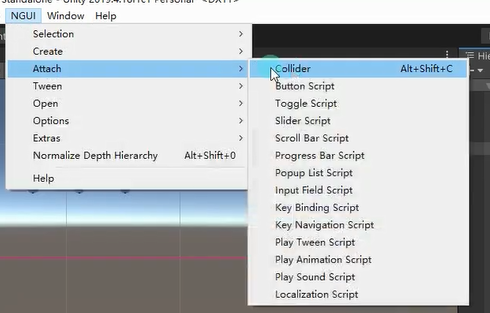 Standalone - Unity 2019.4.16f1c1 Personal <DX11>
NGUI Window Help
Selection
Create
Attach
Tween
Open
Options
Extras
Normalize Depth Hierarchy Alt+Shift+0
Help
Collider Alt+Shift+C
Button Script
Toggle Script
Slider Script
Scroll Bar Script
Progress Bar Script
Popup List Script
Input Field Script
Key Binding Script
Key Navigation Script
Play Tween Script
Play Animation Script
Play Sound Script
Localization Script
Hie